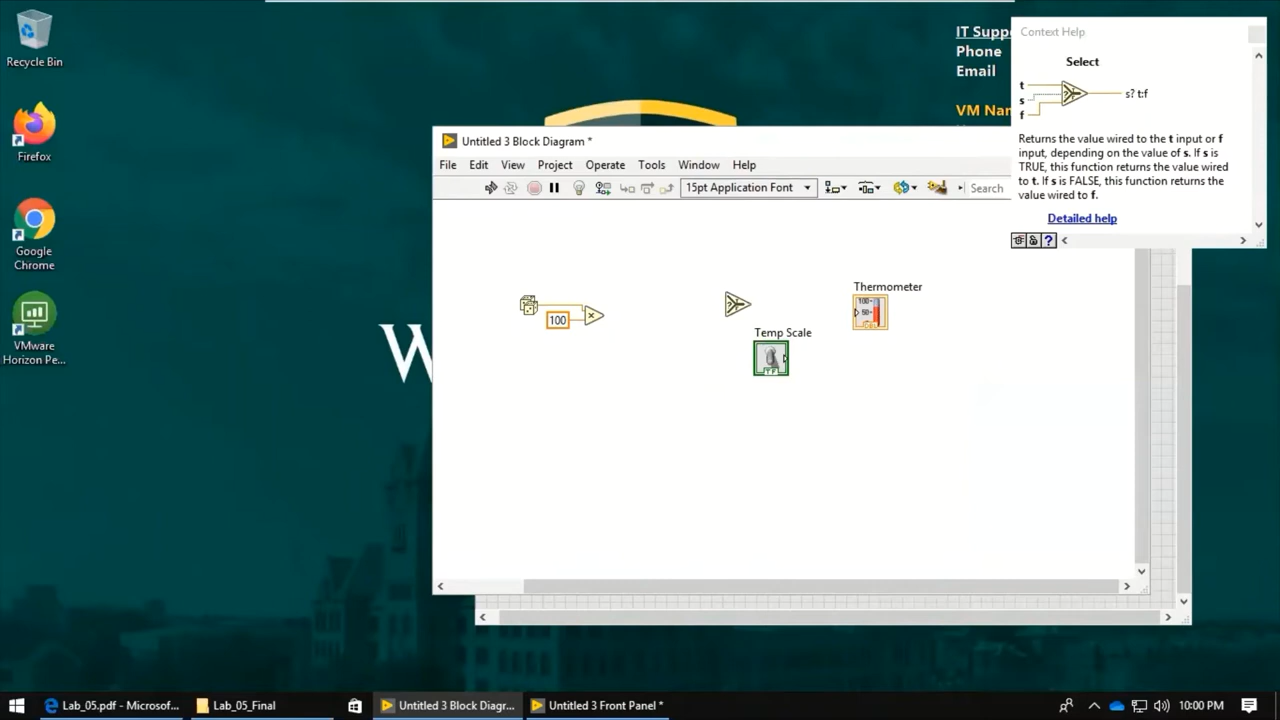 Recycle Bin
Firefox
Google
Chrome
VMware
Horizon Pe...
W
IT Supp
Phone
Email
VM Nan
Untitled 3 Block Diagram *
File Edit View Project Operate Tools Window Help
15pt Application Font
Search
100
Temp Scale
TF
Thermometer
100-
50-
Context Help
Select
t
s
f
s? t:f
Returns the value wired to the t input or f
input, depending on the value of s. If s is
TRUE, this function returns the value wired
to t. If s is FALSE, this function returns the
value wired to f.
Detailed help
?
Lab_05.pdf - Microsof...
Lab_05_Final
Untitled 3 Block Diagr...
Untitled 3 Front Panel *
10:00 PM